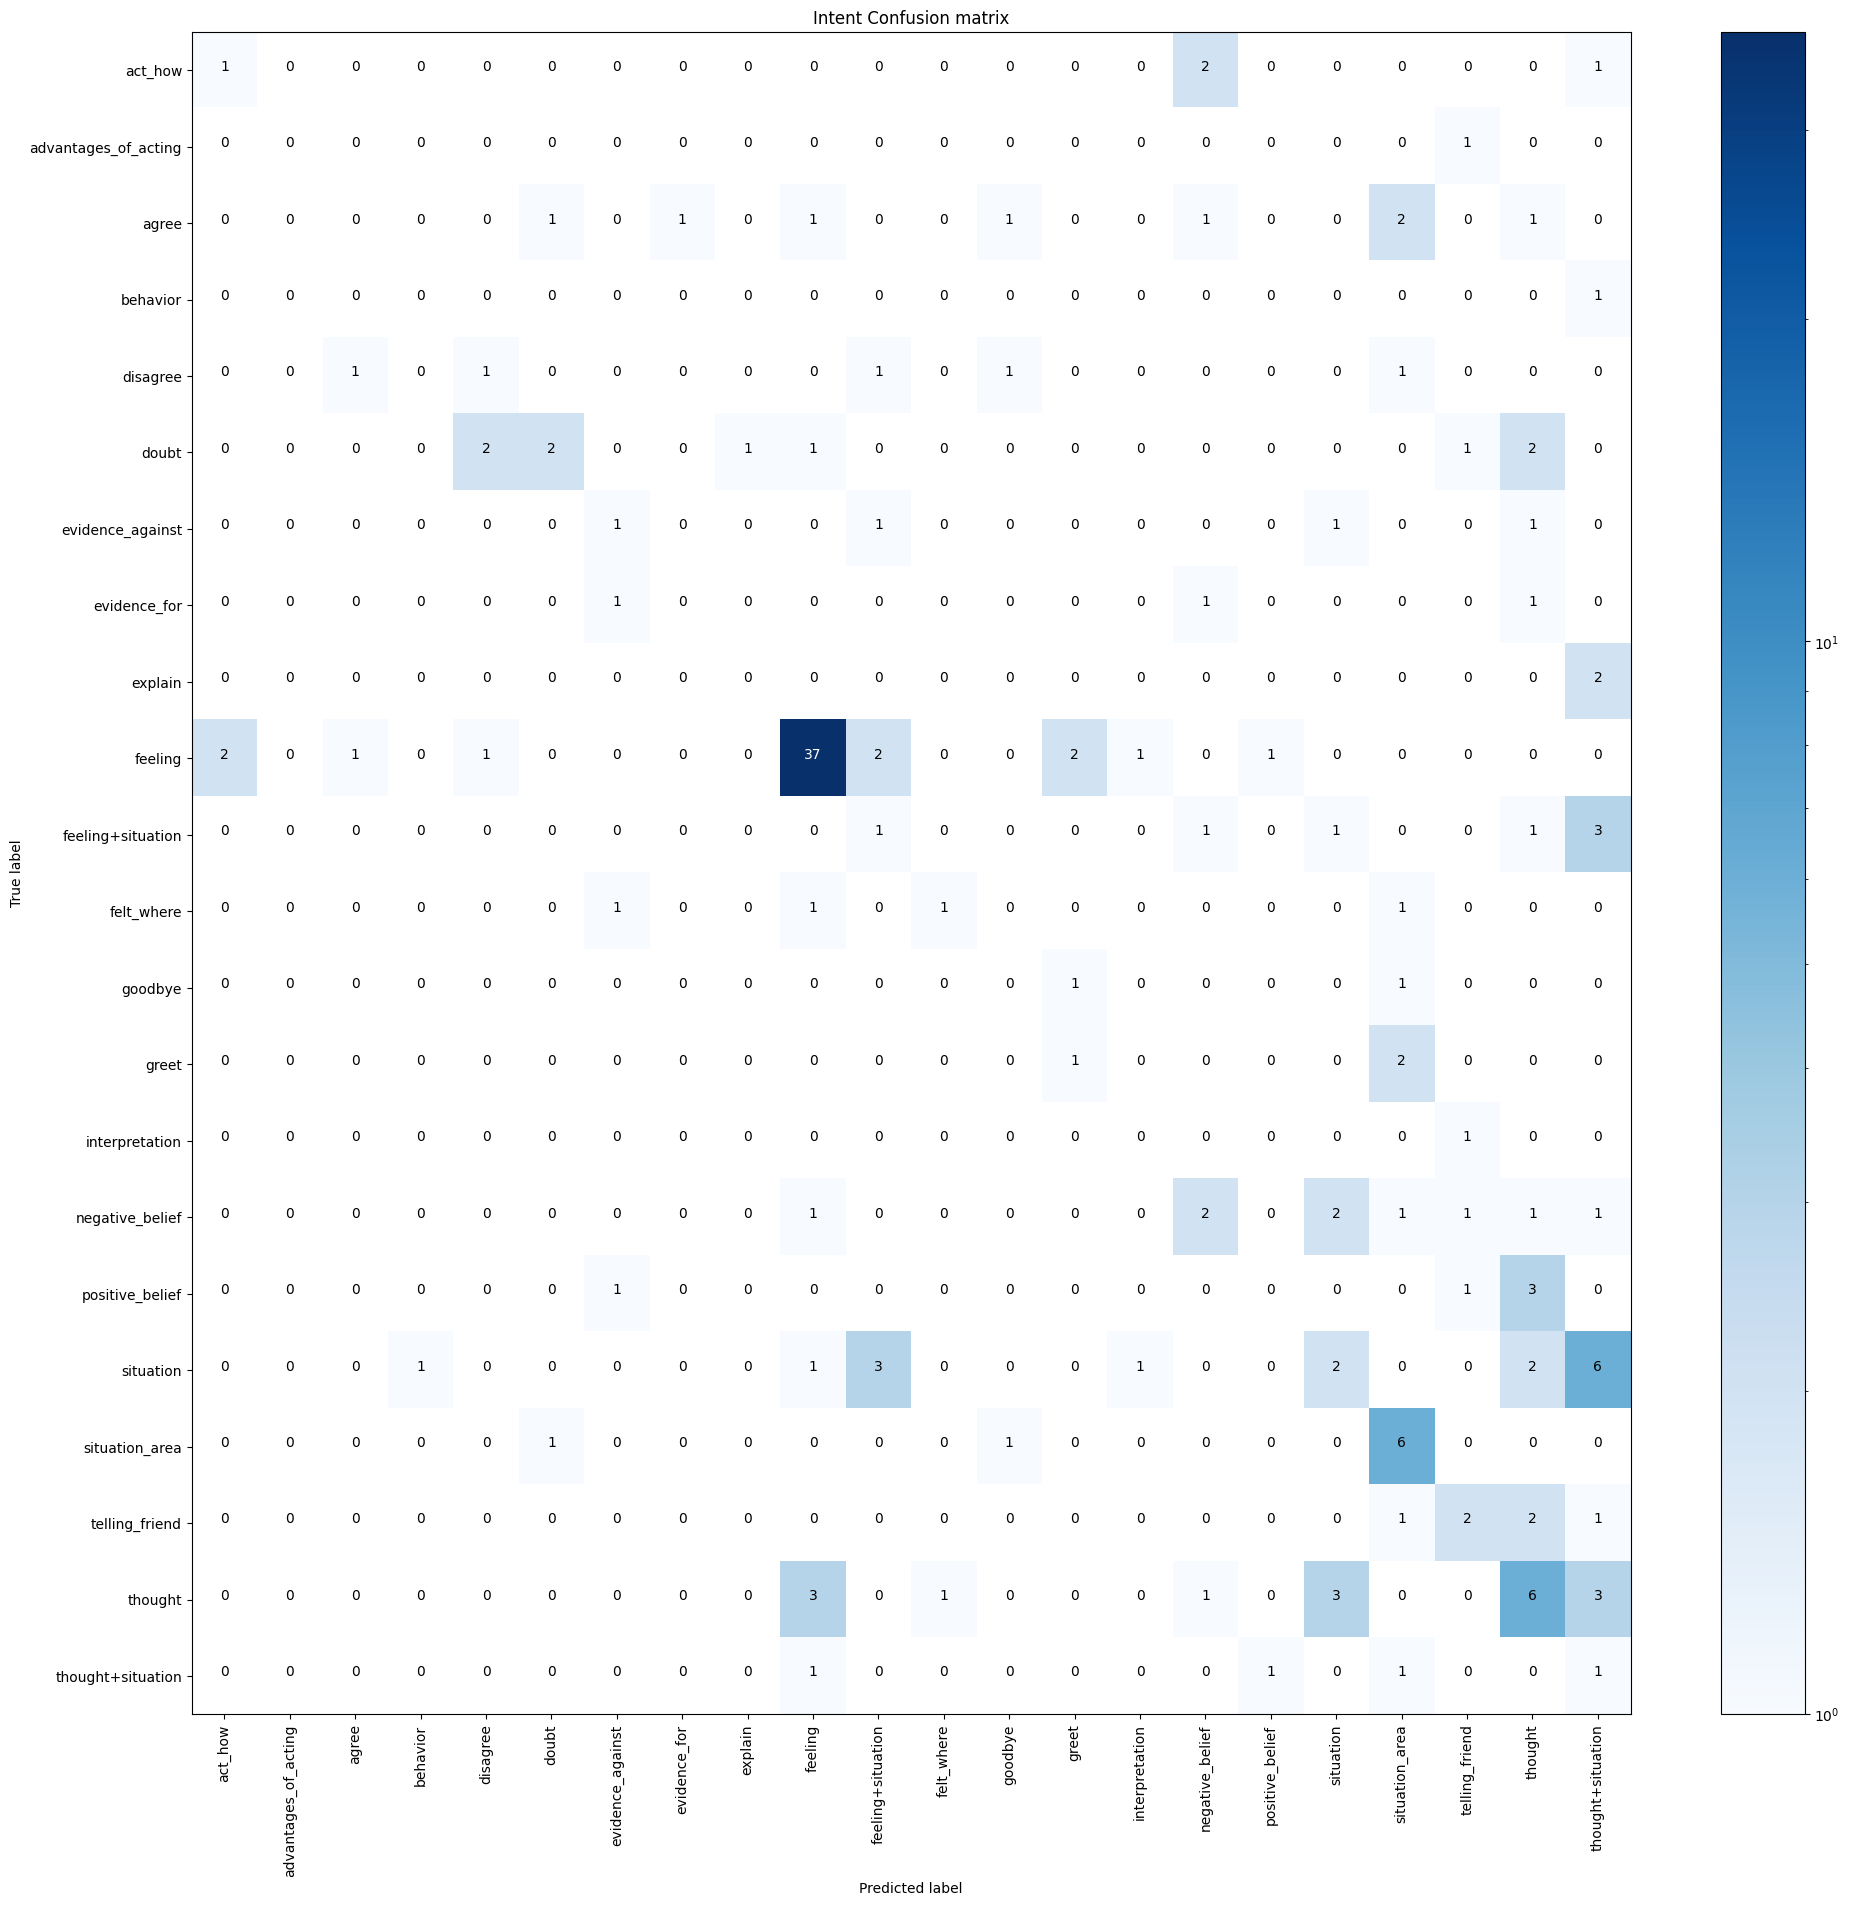 Intent Confusion matrix
act_how 1 0 0 0 0 0 0 0 0 0 0 0 0 0 0 2 0 0 0 0 0 1
advantages_of_acting 0 0 0 0 0 0 0 0 0 0 0 0 0 0 0 0 0 0 0 1 0 0
agree 0 0 0 0 0 1 0 1 0 1 0 0 1 0 0 1 0 0 2 0 1 0
behavior 0 0 0 0 0 0 0 0 0 0 0 0 0 0 0 0 0 0 0 0 0 1
disagree 0 0 1 0 1 0 0 0 0 0 1 0 1 0 0 0 0 0 1 0 0 0
doubt 0 0 0 0 2 2 0 0 1 1 0 0 0 0 0 0 0 0 0 1 2 0
evidence_against 0 0 0 0 0 0 1 0 0 0 1 0 0 0 0 0 0 1 0 0 1 0
evidence_for 0 0 0 0 0 0 1 0 0 0 0 0 0 0 0 1 0 0 0 0 1 0
explain 0 0 0 0 0 0 0 0 0 0 0 0 0 0 0 0 0 0 0 0 0 2
feeling 2 0 1 0 1 0 0 0 0 37 2 0 0 2 1 0 1 0 0 0 0 0
feeling+situation 0 0 0 0 0 0 0 0 0 0 1 0 0 0 0 1 0 1 0 0 1 3
felt_where 0 0 0 0 0 0 1 0 0 1 0 1 0 0 0 0 0 0 1 0 0 0
goodbye 0 0 0 0 0 0 0 0 0 0 0 0 0 1 0 0 0 0 1 0 0 0
greet 0 0 0 0 0 0 0 0 0 0 0 0 0 1 0 0 0 0 2 0 0 0
interpretation 0 0 0 0 0 0 0 0 0 0 0 0 0 0 0 0 0 0 0 1 0 0
negative_belief 0 0 0 0 0 0 0 0 0 1 0 0 0 0 0 2 0 2 1 1 1 1
positive_belief 0 0 0 0 0 0 1 0 0 0 0 0 0 0 0 0 0 0 0 1 3 0
situation 0 0 0 1 0 0 0 0 0 1 3 0 0 0 1 0 0 2 0 0 2 6
situation_area 0 0 0 0 0 1 0 0 0 0 0 0 1 0 0 0 0 0 6 0 0 0
telling_friend 0 0 0 0 0 0 0 0 0 0 0 0 0 0 0 0 0 0 1 2 2 1
thought 0 0 0 0 0 0 0 0 0 3 0 1 0 0 0 1 0 3 0 0 6 3
thought+situation 0 0 0 0 0 0 0 0 0 1 0 0 0 0 0 0 1 0 1 0 0 1
True label
act_how
advantages_of_acting
agree
behavior
disagree
doubt
evidence_against
evidence_for
explain
feeling
feeling+situation
felt_where
goodbye
greet
interpretation
negative_belief
positive_belief
situation
situation_area
telling_friend
thought
thought+situation
Predicted label
10¹
10⁰